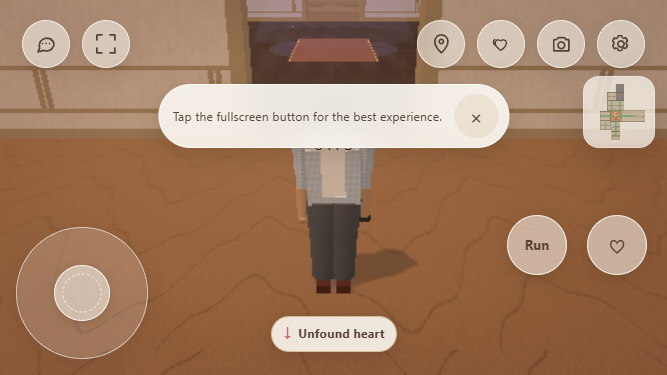 Tap the fullscreen button for the best experience.
Run
Unfound heart